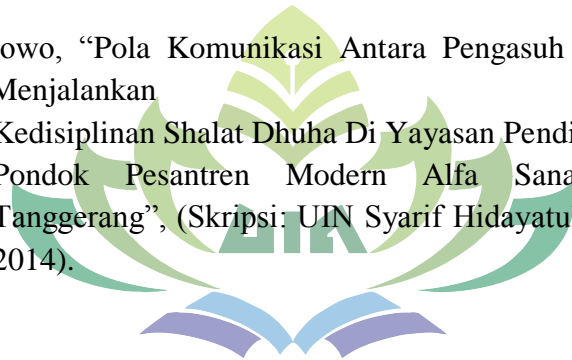 owo, “Pola Komunikasi Antara Pengasuh
Menjalankan
Kedisiplinan Shalat Dhuha Di Yayasan Pendi
Pondok Pesantren Modern Alfa Sana
Tanggerang”, (Skripsi: UIN Syarif Hidayatu
2014).